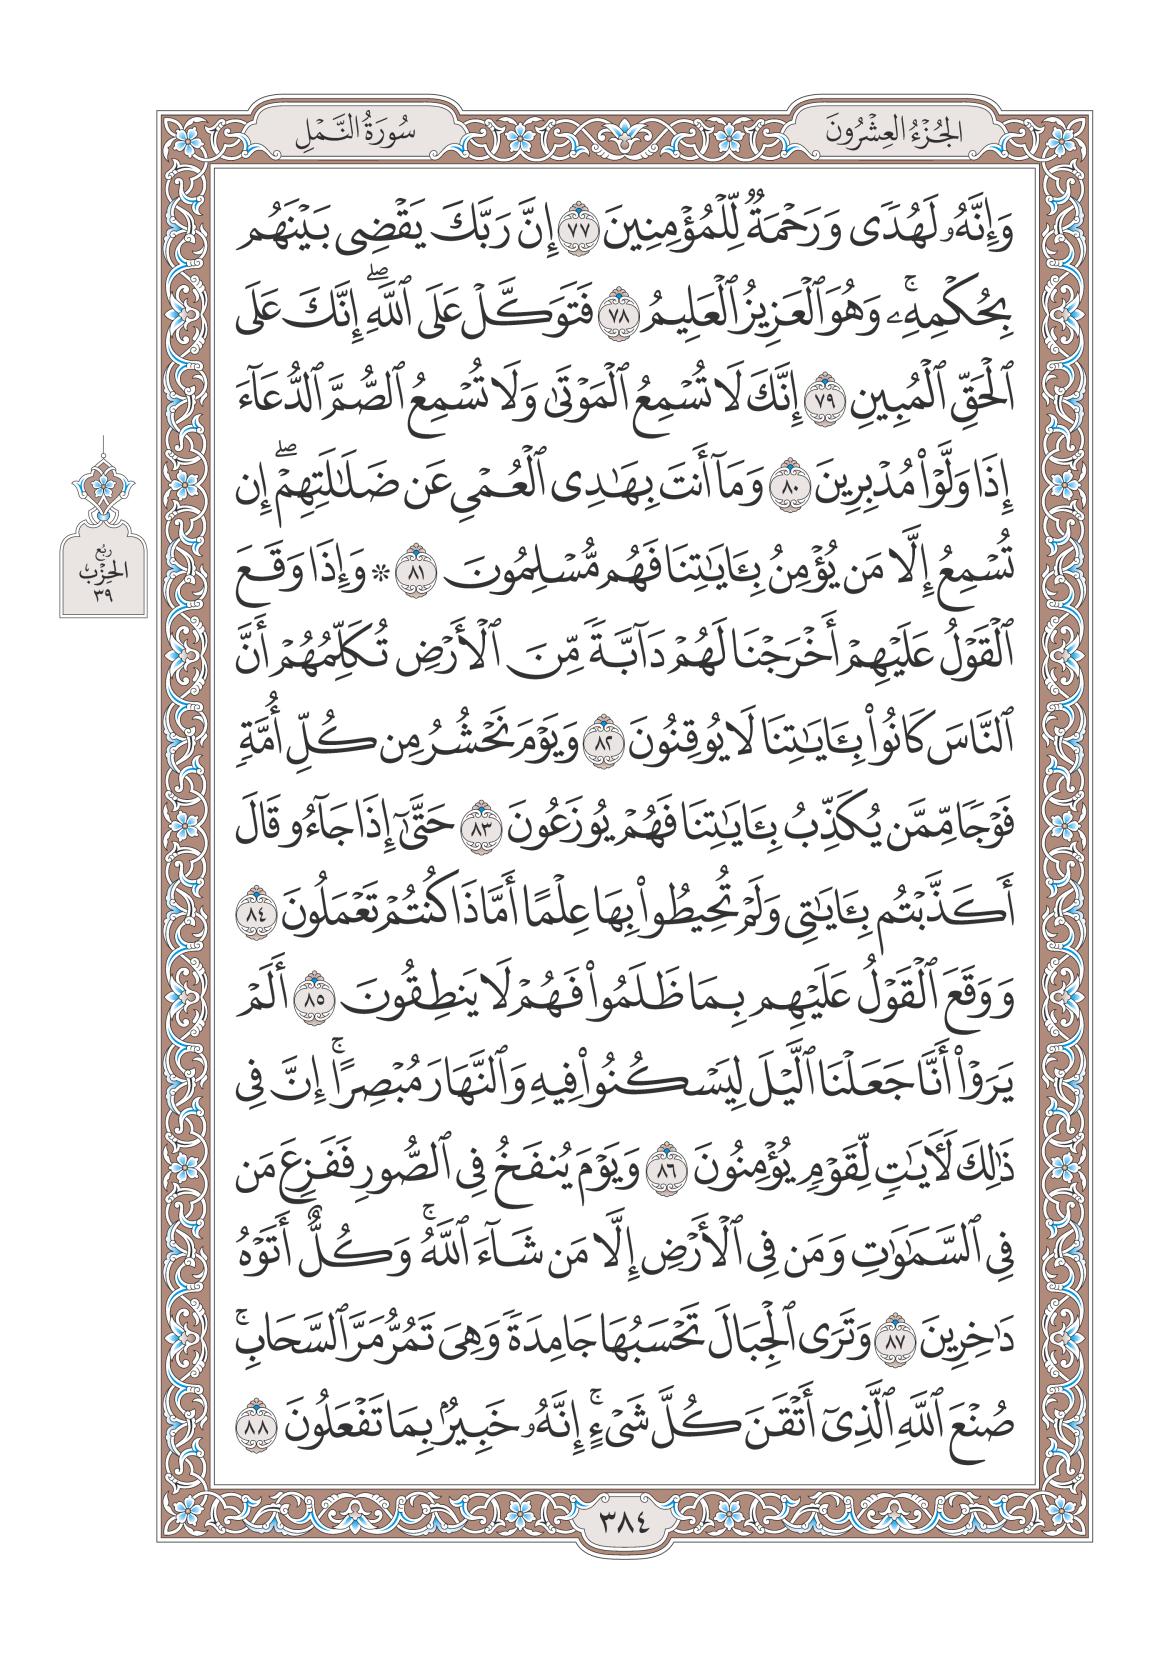 الجُزْءُ العِشْرُونَ
سُورَةُ النَّمْلِ
وَإِنَّهُۥ لَهُدًى وَرَحْمَةٌ لِّلْمُؤْمِنِينَ ٧٧ إِنَّ رَبَّكَ يَقْضِى بَيْنَهُم
بِحُكْمِهِۦۚ وَهُوَ ٱلْعَزِيزُ ٱلْعَلِيمُ ٧٨ فَتَوَكَّلْ عَلَى ٱللَّهِۖ إِنَّكَ عَلَى
ٱلْحَقِّ ٱلْمُبِينِ ٧٩ إِنَّكَ لَا تُسْمِعُ ٱلْمَوْتَىٰ وَلَا تُسْمِعُ ٱلصُّمَّ ٱلدُّعَآءَ
إِذَا وَلَّوْا۟ مُدْبِرِينَ ٨٠ وَمَآ أَنتَ بِهَـٰدِى ٱلْعُمْىِ عَن ضَلَـٰلَتِهِمْۖ إِن
تُسْمِعُ إِلَّا مَن يُؤْمِنُ بِـَٔايَـٰتِنَا فَهُم مُّسْلِمُونَ ٨١ * وَإِذَا وَقَعَ
ٱلْقَوْلُ عَلَيْهِمْ أَخْرَجْنَا لَهُمْ دَآبَّةً مِّنَ ٱلْأَرْضِ تُكَلِّمُهُمْ أَنَّ
ٱلنَّاسَ كَانُوا۟ بِـَٔايَـٰتِنَا لَا يُوقِنُونَ ٨٢ وَيَوْمَ نَحْشُرُ مِن كُلِّ أُمَّةٍ
فَوْجًا مِّمَّن يُكَذِّبُ بِـَٔايَـٰتِنَا فَهُمْ يُوزَعُونَ ٨٣ حَتَّىٰٓ إِذَا جَآءُو قَالَ
أَكَذَّبْتُم بِـَٔايَـٰتِى وَلَمْ تُحِيطُوا۟ بِهَا عِلْمًا أَمَّاذَا كُنتُمْ تَعْمَلُونَ ٨٤
وَوَقَعَ ٱلْقَوْلُ عَلَيْهِم بِمَا ظَلَمُوا۟ فَهُمْ لَا يَنطِقُونَ ٨٥ أَلَمْ
يَرَوْا۟ أَنَّا جَعَلْنَا ٱلَّيْلَ لِيَسْكُنُوا۟ فِيهِ وَٱلنَّهَارَ مُبْصِرًاۚ إِنَّ فِى
ذَٰلِكَ لَـَٔايَـٰتٍ لِّقَوْمٍ يُؤْمِنُونَ ٨٦ وَيَوْمَ يُنفَخُ فِى ٱلصُّورِ فَفَزِعَ مَن
فِى ٱلسَّمَـٰوَٰتِ وَمَن فِى ٱلْأَرْضِ إِلَّا مَن شَآءَ ٱللَّهُۚ وَكُلٌّ أَتَوْهُ
دَٰخِرِينَ ٨٧ وَتَرَى ٱلْجِبَالَ تَحْسَبُهَا جَامِدَةً وَهِىَ تَمُرُّ مَرَّ ٱلسَّحَابِۚ
صُنْعَ ٱللَّهِ ٱلَّذِىٓ أَتْقَنَ كُلَّ شَىْءٍۚ إِنَّهُۥ خَبِيرٌۢ بِمَا تَفْعَلُونَ ٨٨
ربُع
الحِزْب
٣٩
٣٨٤